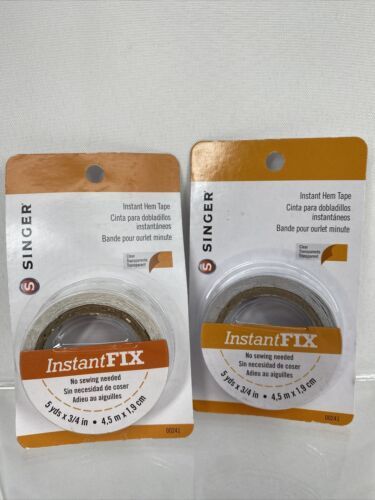 SINGER
Instant Hem Tape
Cinta para dobladillos
instantáneos
Bande pour ourlet minute
Clear
Transparente
Transparent
InstantFIX
No sewing needed
Sin necesidad de coser
Adieu au aiguilles
5 yds x 3/4 in • 4,5 m x 1,9 cm
00241
S SINGER
Instant Hem Tape
Cinta para dobladillos
instantáneos
Bande pour ourlet minute
Clear
Transparente
Transparent
InstantFIX
No sewing needed
Sin necesidad de coser
Adieu au aiguilles
5 yds x 3/4 in • 4,5 m x 1,9 cm
00241